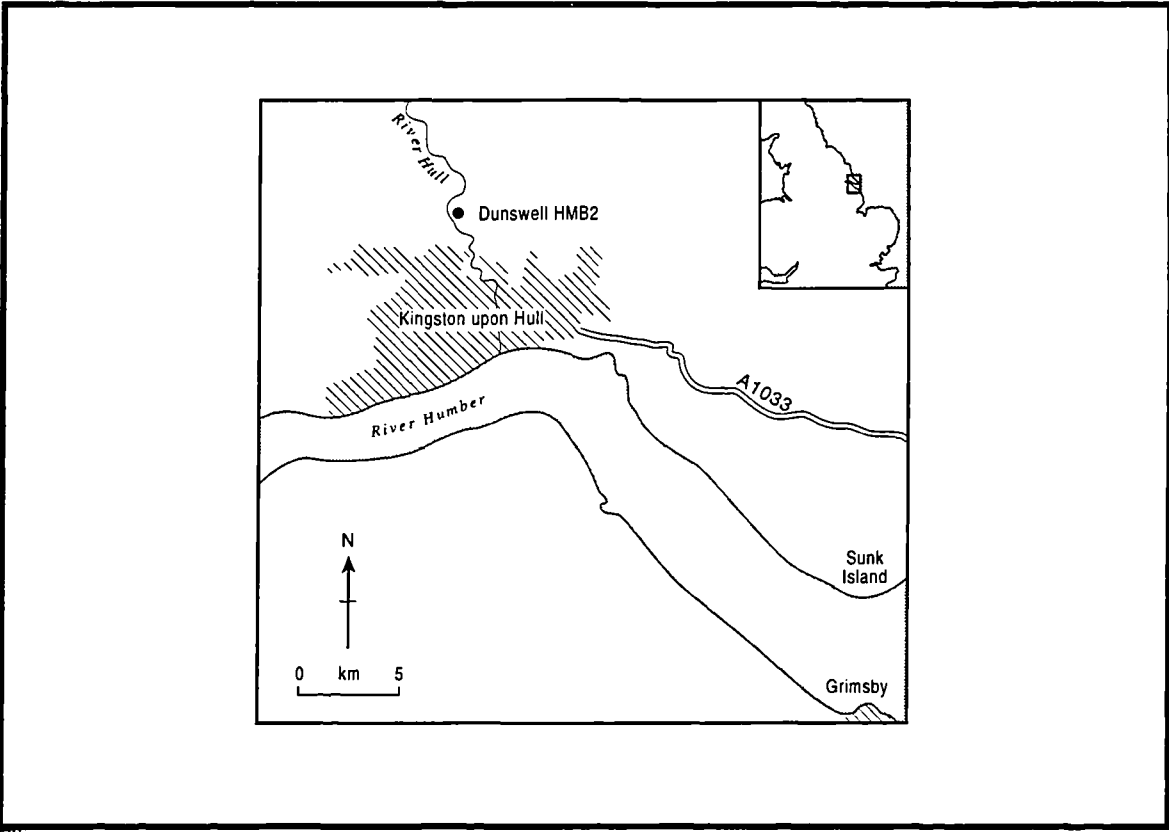 River Hull
Dunswell HMB2
Kingston upon Hull
A1033
River Humber
N
Sunk
Island
0 km 5
Grimsby